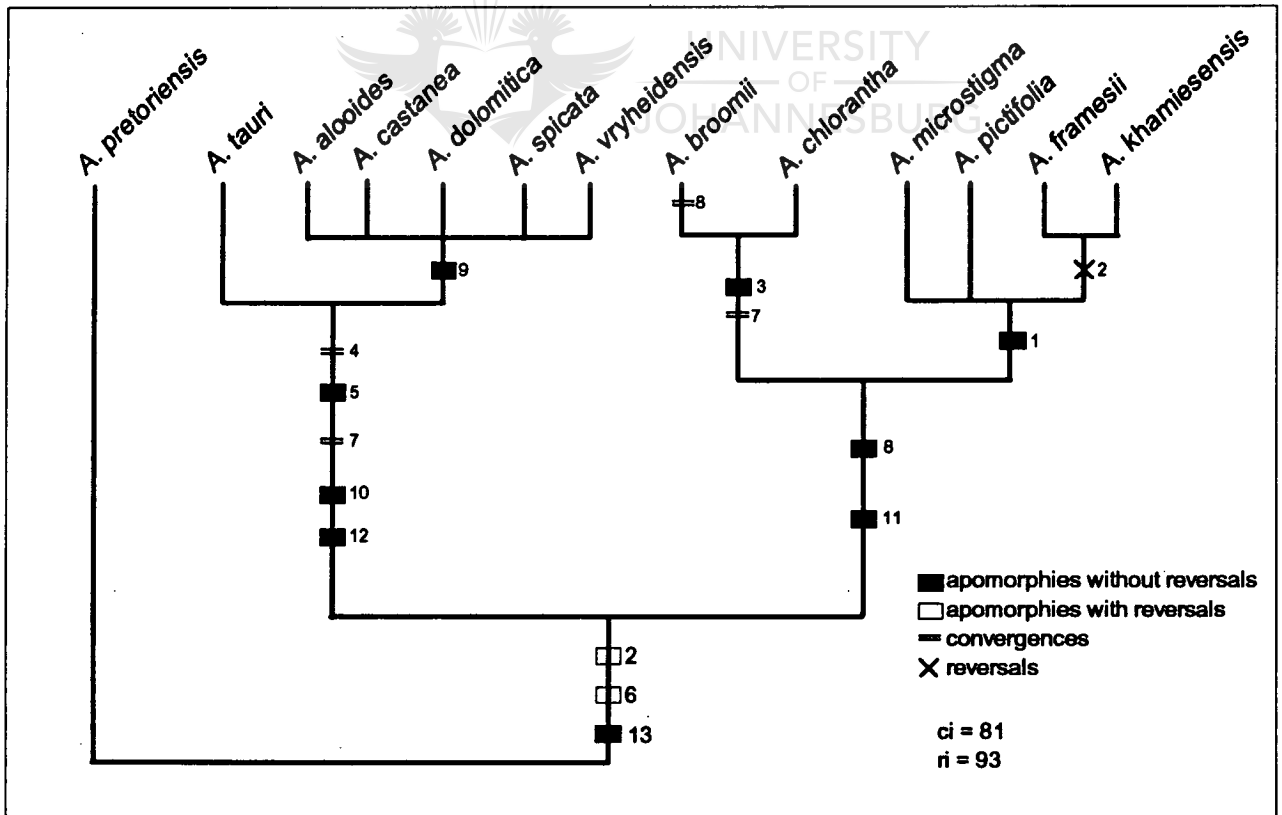 UNIVERSITY
OF
JOHANNESBURG
A. pretoriensis
A. tauri
A. alooides
A. castanea
A. dolomitica
A. spicata
A. vryheidensis
A. broomii
A. chlorantha
A. microstigma
A. pictifolia
A. framesii
A. khamiesensis
8
9
3
7
2
1
4
5
7
10
12
8
11
2
6
13
apomorphies without reversals
apomorphies with reversals
convergences
reversals
ci = 81
ri = 93